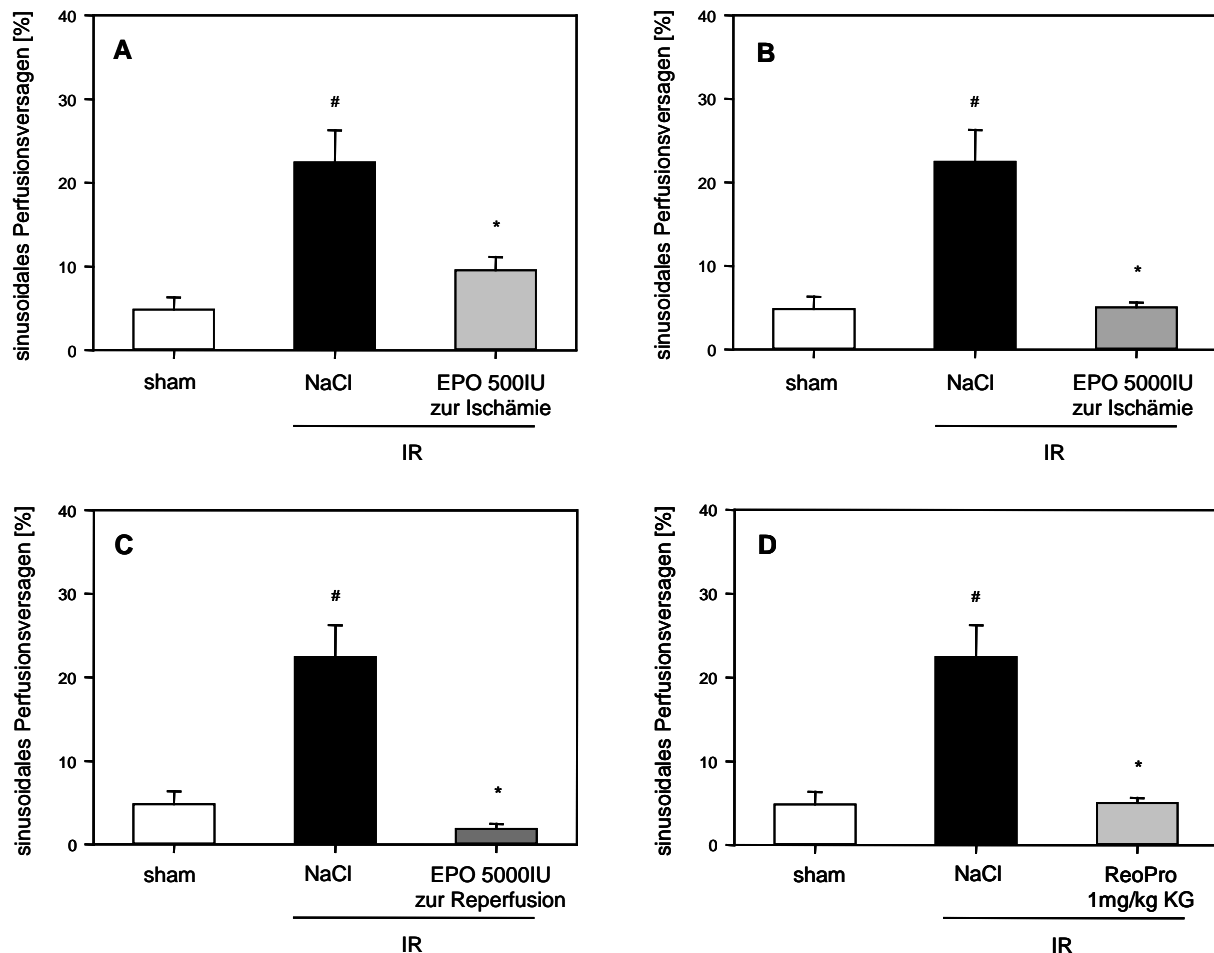 sinusoidales Perfusionsversagen [%]
40
30
20
10
0
A
#
*
sham
NaCl
EPO 500IU
zur Ischämie
IR
sinusoidales Perfusionsversagen [%]
40
30
20
10
0
B
#
*
sham
NaCl
EPO 5000IU
zur Ischämie
IR
sinusoidales Perfusionsversagen [%]
40
30
20
10
0
C
#
*
sham
NaCl
EPO 5000IU
zur Reperfusion
IR
sinusoidales Perfusionsversagen [%]
40
30
20
10
0
D
#
*
sham
NaCl
ReoPro
1mg/kg KG
IR